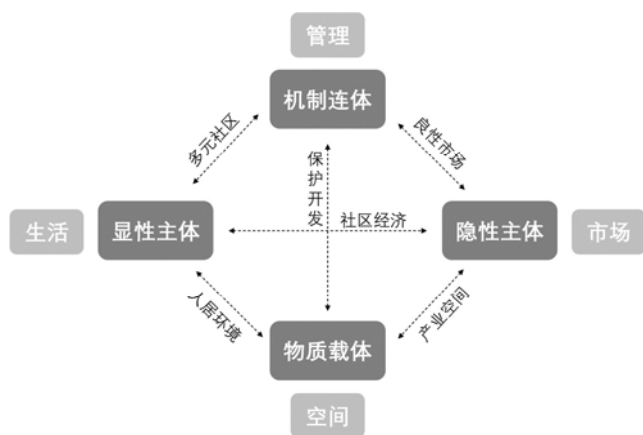 管理
机制连体
多元社区
良性市场
保护开发
生活
显性主体
社区经济
隐性主体
市场
人居环境
产业空间
物质载体
空间